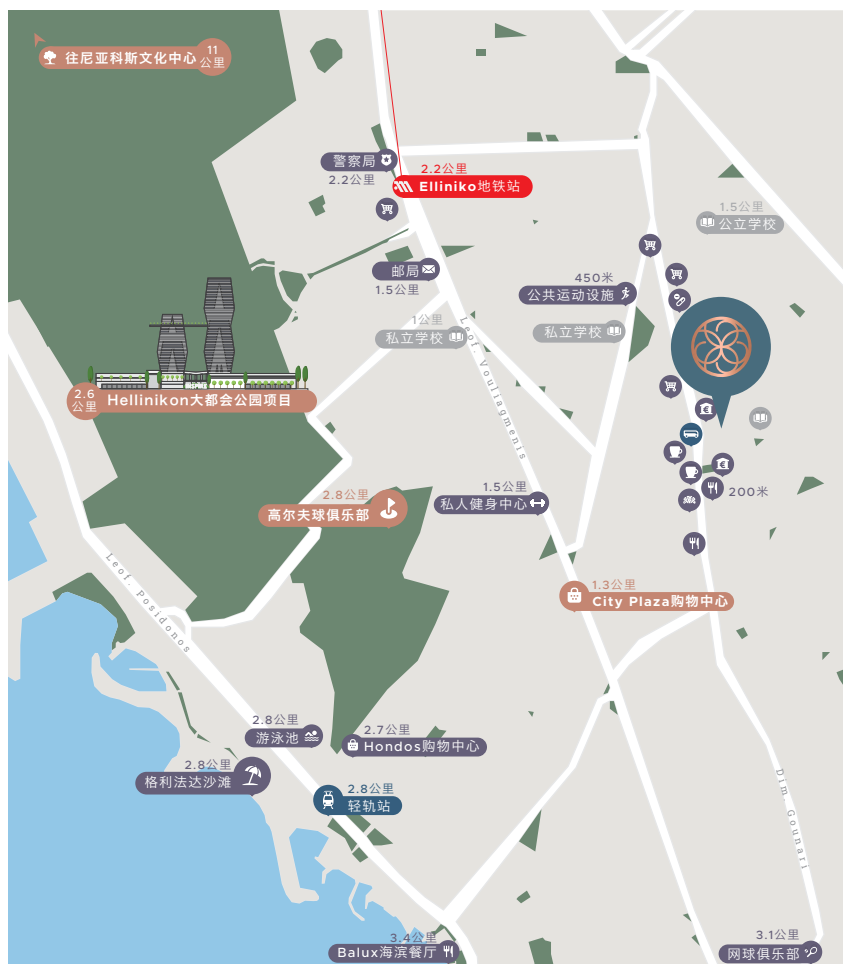 11
公里
往尼亚科斯文化中心
警察局
2.2公里
2.2公里
Elliniko地铁站
1.5公里
公立学校
邮局
1.5公里
450米
公共运动设施
1公里
私立学校
私立学校
Leof. Vouliagmenis
2.6
公里
Hellinikon大都会公园项目
2.8公里
高尔夫球俱乐部
1.5公里
私人健身中心
200米
Leof. Posidonos
1.3公里
City Plaza购物中心
2.8公里
游泳池
2.7公里
Hondos购物中心
2.8公里
格利法达沙滩
2.8公里
轻轨站
Dim. Gounari
3.4公里
Balux海滨餐厅
3.1公里
网球俱乐部